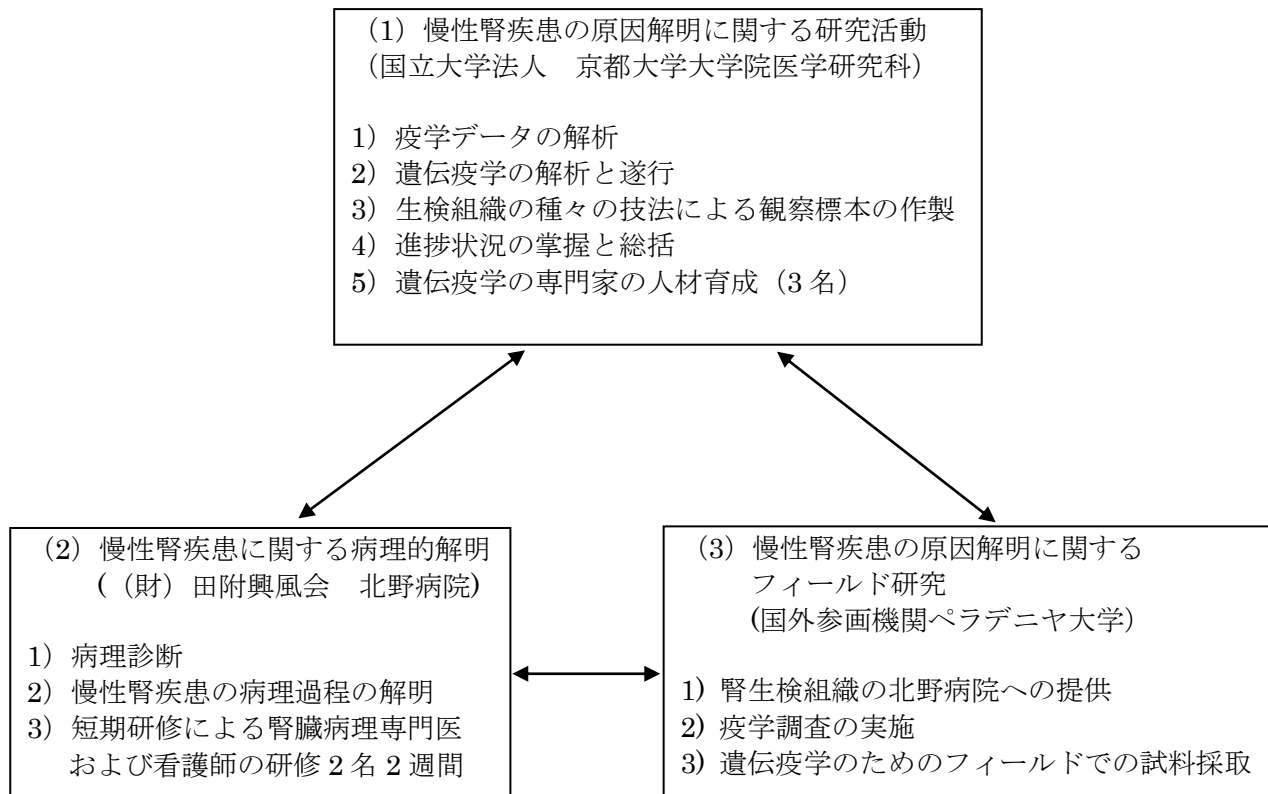 (1) 慢性腎疾患の原因解明に関する研究活動
(国立大学法人　京都大学大学院医学研究科)
1) 疫学データの解析
2) 遺伝疫学の解析と遂行
3) 生検組織の種々の技法による観察標本の作製
4) 進捗状況の掌握と総括
5) 遺伝疫学の専門家の人材育成 (3 名)
(2) 慢性腎疾患に関する病理的解明
((財) 田附興風会　北野病院)
1) 病理診断
2) 慢性腎疾患の病理過程の解明
3) 短期研修による腎臓病理専門医
および看護師の研修 2 名 2 週間
(3) 慢性腎疾患の原因解明に関する
フィールド研究
(国外参画機関ペラデニヤ大学)
1) 腎生検組織の北野病院への提供
2) 疫学調査の実施
3) 遺伝疫学のためのフィールドでの試料採取